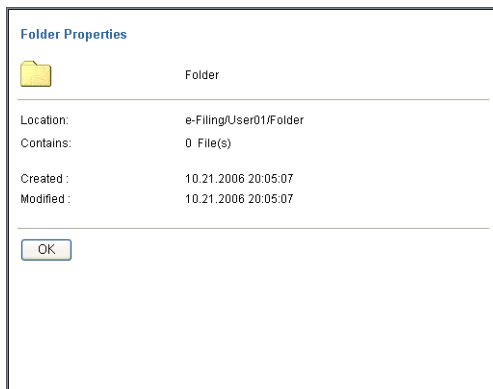 Folder Properties
Folder
Location: e-Filing/User01/Folder
Contains: 0 File(s)
Created : 10.21.2006 20:05:07
Modified : 10.21.2006 20:05:07
OK